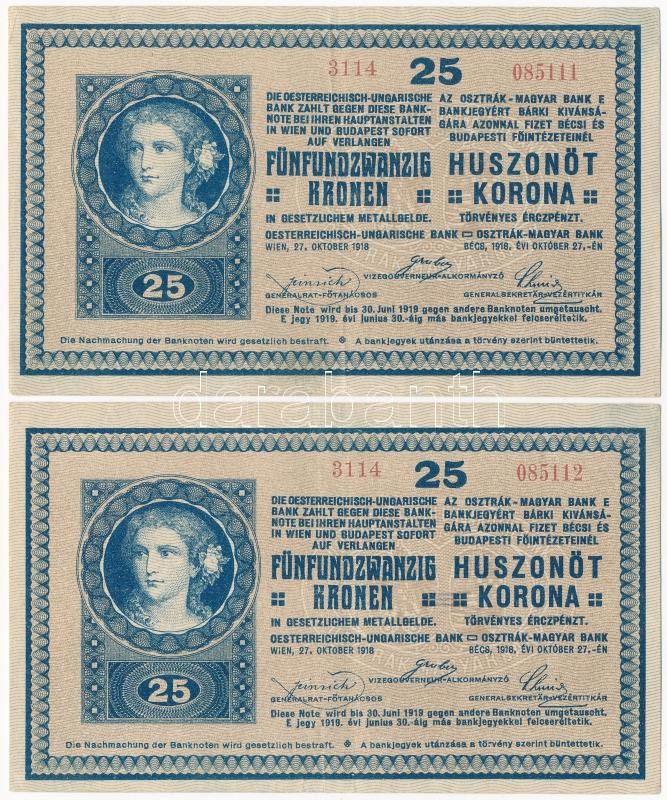 3114 25 085111
DIE OESTERREICHISCH-UNGARISCHE
BANK ZAHLT GEGEN DIESE BANK-
NOTE BEI IHREN HAUPTANSTALTEN
IN WIEN UND BUDAPEST SOFORT
AUF VERLANGEN
FÜNFUNDZWANZIG
KRONEN
IN GESETZLICHEM METALLGELDE.
AZ OSZTRÁK-MAGYAR BANK E
BANKJEGYÉRT BÁRKI KIVÁNSÁ-
GÁRA AZONNAL FIZET BÉCSI ÉS
BUDAPESTI FŐINTÉZETEINÉL
HUSZONÖT
KORONA
TÖRVÉNYES ÉRCZPÉNZT.
OESTERREICHISCH-UNGARISCHE BANK OSZTRÁK-MAGYAR BANK
WIEN, 27. OKTOBER 1918 BÉCS, 1918, ÉVI OKTÓBER 27.-ÉN
25
VIZEGOUVERNEUR-ALKORMÁNYZÓ
GENERALRAT-FŐTANÁCSOS GENERALSEKRETÄR-VEZÉRTITKÁR
Diese Note wird bis 30. Juni 1919 gegen andere Banknoten umgetauscht.
E jegy 1919. évi junius 30.-áig más bankjegyekkel felcseréltetik.
Die Nachmachung der Banknoten wird gesetzlich bestraft. A bankjegyek utánzása a törvény szerint büntettetik.
darabanth
3114 25 085112
DIE OESTERREICHISCH-UNGARISCHE
BANK ZAHLT GEGEN DIESE BANK-
NOTE BEI IHREN HAUPTANSTALTEN
IN WIEN UND BUDAPEST SOFORT
AUF VERLANGEN
FÜNFUNDZWANZIG
KRONEN
IN GESETZLICHEM METALLGELDE.
AZ OSZTRÁK-MAGYAR BANK E
BANKJEGYÉRT BÁRKI KIVÁNSÁ-
GÁRA AZONNAL FIZET BÉCSI ÉS
BUDAPESTI FŐINTÉZETEINÉL
HUSZONÖT
KORONA
TÖRVÉNYES ÉRCZPÉNZT.
OESTERREICHISCH-UNGARISCHE BANK OSZTRÁK-MAGYAR BANK
WIEN, 27. OKTOBER 1918 BÉCS, 1918, ÉVI OKTÓBER 27.-ÉN
25
VIZEGOUVERNEUR-ALKORMÁNYZÓ
GENERALRAT-FŐTANÁCSOS GENERALSEKRETÄR-VEZÉRTITKÁR
Diese Note wird bis 30. Juni 1919 gegen andere Banknoten umgetauscht.
E jegy 1919. évi junius 30.-áig más bankjegyekkel felcseréltetik.
Die Nachmachung der Banknoten wird gesetzlich bestraft. A bankjegyek utánzása a törvény szerint büntettetik.